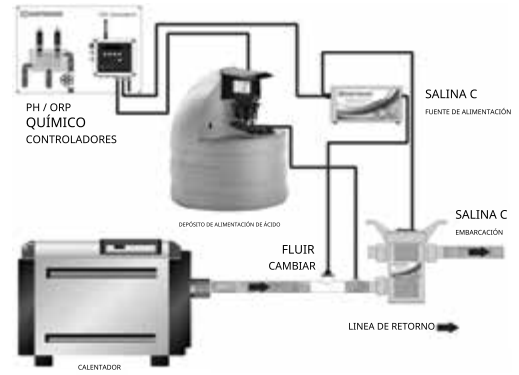 PH / ORP
QUÍMICO
CONTROLADORES
SALINA C
FUENTE DE ALIMENTACIÓN
DEPÓSITO DE ALIMENTACIÓN DE ÁCIDO
SALINA C
EMBARCACIÓN
FLUIR
CAMBIAR
LINEA DE RETORNO
CALENTADOR